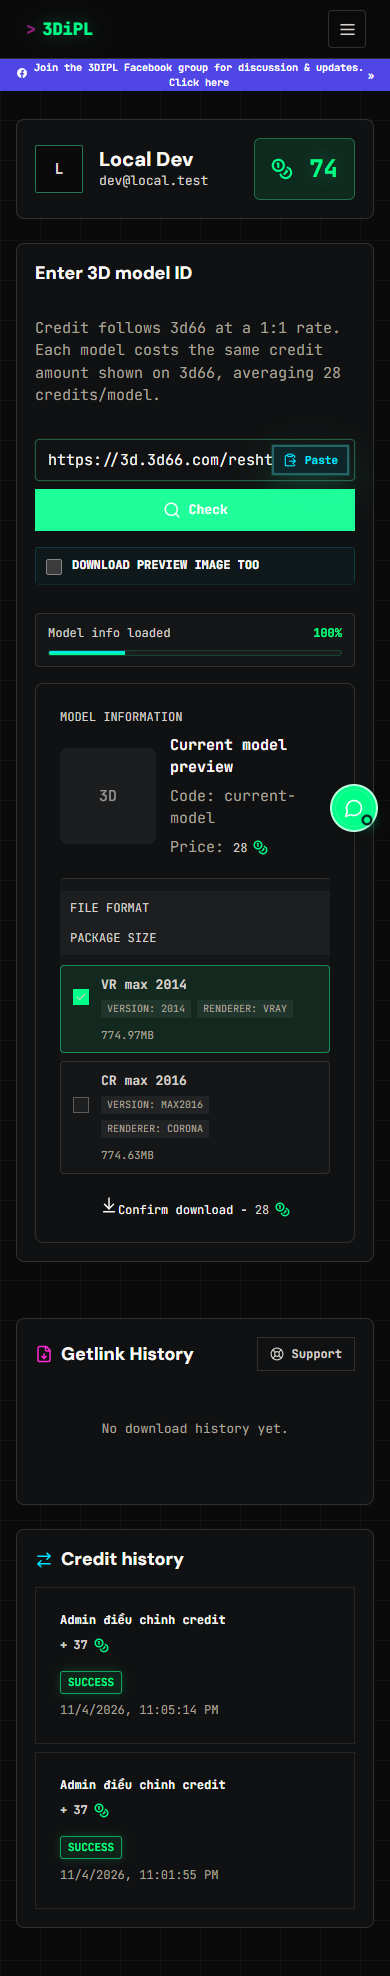 > 3DiPL
Join the 3DIPL Facebook group for discussion & updates.
Click here
»
L
Local Dev
dev@local.test
74
Enter 3D model ID
Credit follows 3d66 at a 1:1 rate.
Each model costs the same credit
amount shown on 3d66, averaging 28
credits/model.
https://3d.3d66.com/resht
Paste
Check
DOWNLOAD PREVIEW IMAGE TOO
Model info loaded
100%
MODEL INFORMATION
3D
Current model
preview
Code: current-
model
Price: 28
FILE FORMAT
PACKAGE SIZE
VR max 2014
VERSION: 2014
RENDERER: VRAY
774.97MB
CR max 2016
VERSION: MAX2016
RENDERER: CORONA
774.63MB
Confirm download - 28
Getlink History
Support
No download history yet.
Credit history
Admin điều chỉnh credit
+ 37
SUCCESS
11/4/2026, 11:05:14 PM
Admin điều chỉnh credit
+ 37
SUCCESS
11/4/2026, 11:01:55 PM